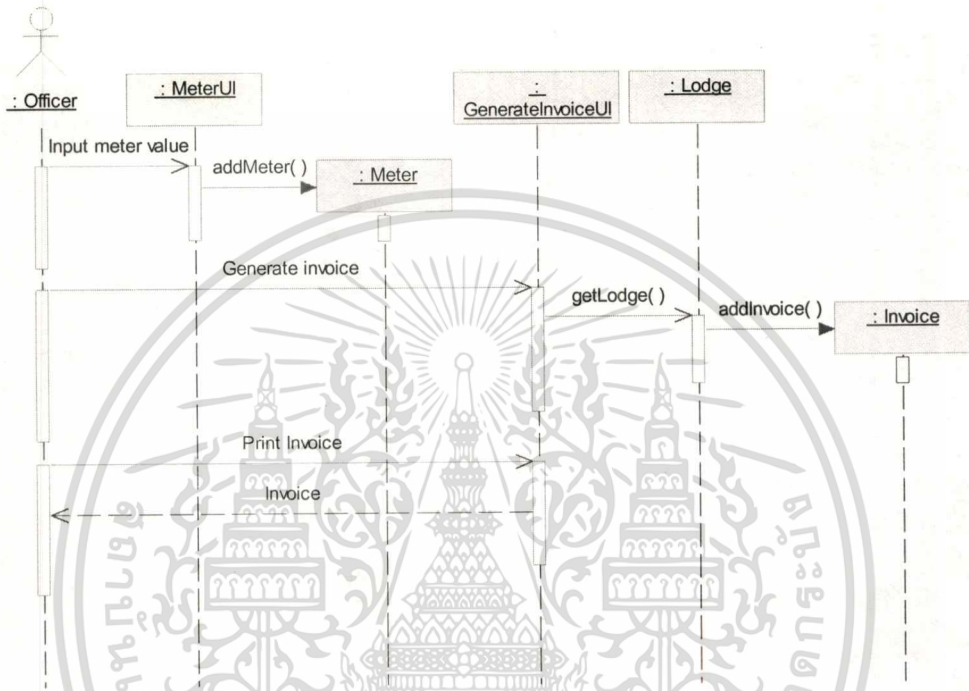 : Officer
: MeterUI
:
GenerateInvoiceUI
: Lodge
Input meter value
addMeter( )
: Meter
Generate invoice
getLodge( )
addInvoice( )
: Invoice
Print Invoice
Invoice